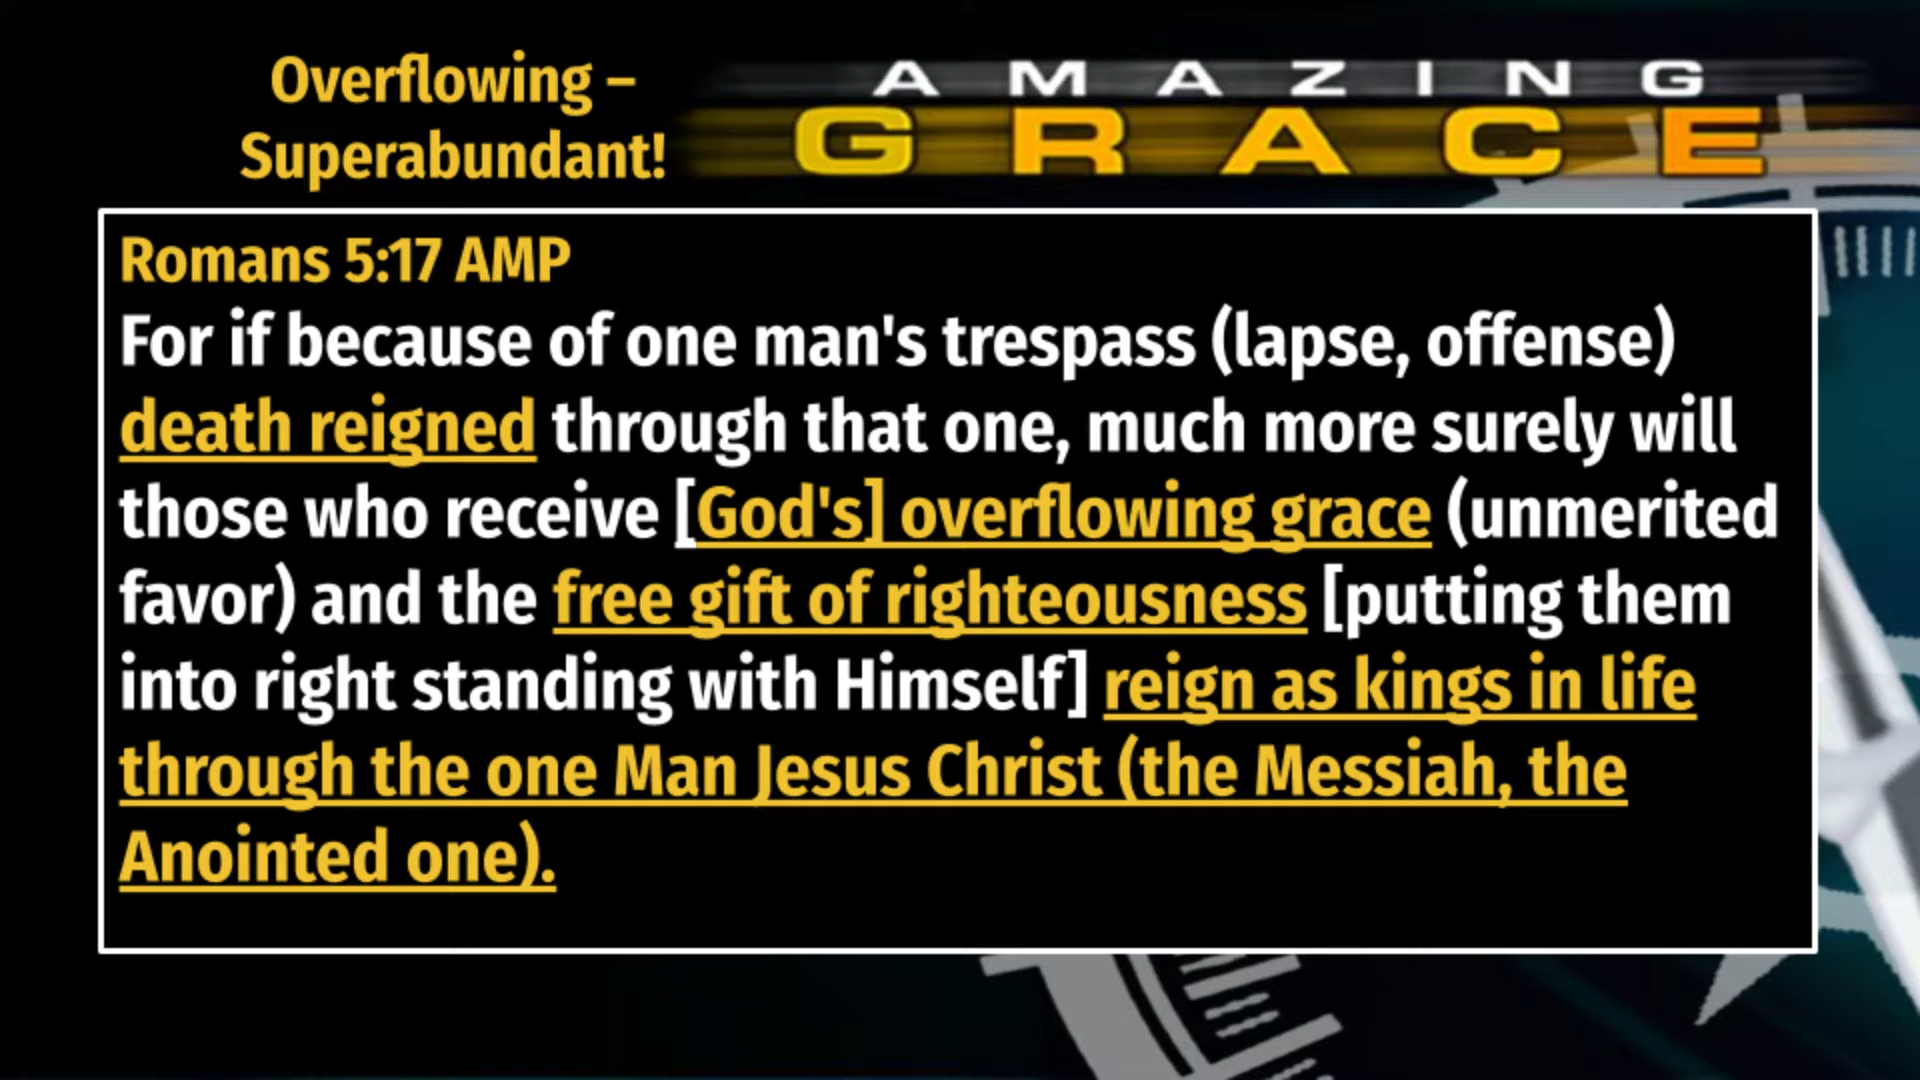 Overflowing –
Superabundant!
AMAZING
GRACE
Romans 5:17 AMP
For if because of one man's trespass (lapse, offense)
death reigned through that one, much more surely will
those who receive [God's] overflowing grace (unmerited
favor) and the free gift of righteousness [putting them
into right standing with Himself] reign as kings in life
through the one Man Jesus Christ (the Messiah, the
Anointed one).